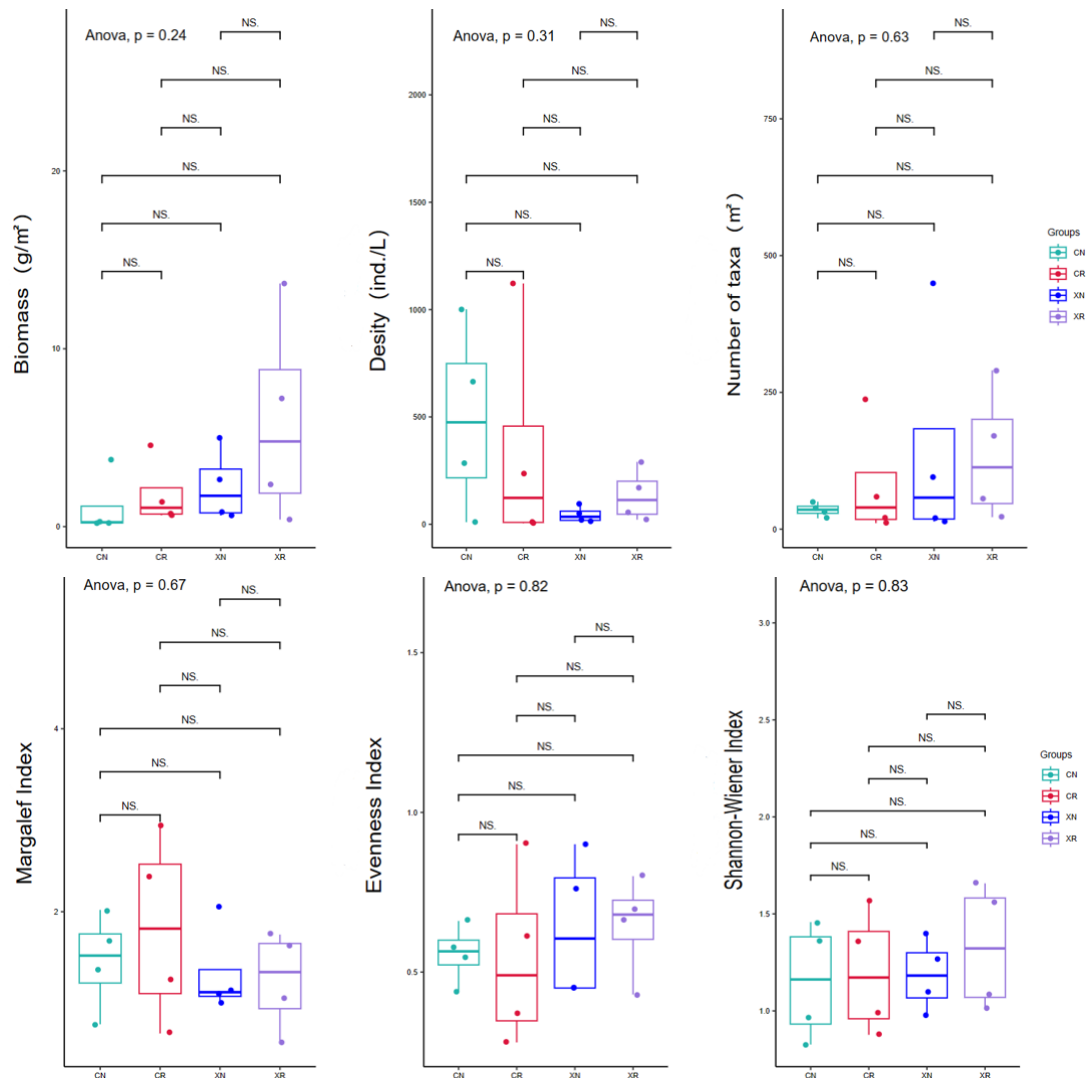 Anova, p = 0.24
NS.
NS.
NS.
NS.
NS.
NS.
20
10
0
Biomass (g/m²)
CN
CR
XN
XR
Anova, p = 0.31
NS.
NS.
NS.
NS.
NS.
NS.
2000
1500
1000
500
0
Desity (ind./L)
CN
CR
XN
XR
Anova, p = 0.63
NS.
NS.
NS.
NS.
NS.
NS.
750
500
250
0
Number of taxa (m²)
CN
CR
XN
XR
Groups
CN
CR
XN
XR
Anova, p = 0.67
NS.
NS.
NS.
NS.
NS.
NS.
4
2
Margalef Index
CN
CR
XN
XR
Anova, p = 0.82
NS.
NS.
NS.
NS.
NS.
NS.
1.5
1.0
0.5
Evenness Index
CN
CR
XN
XR
Anova, p = 0.83
NS.
NS.
NS.
NS.
NS.
NS.
3.0
2.5
2.0
1.5
1.0
Shannon-Wiener Index
CN
CR
XN
XR
Groups
CN
CR
XN
XR